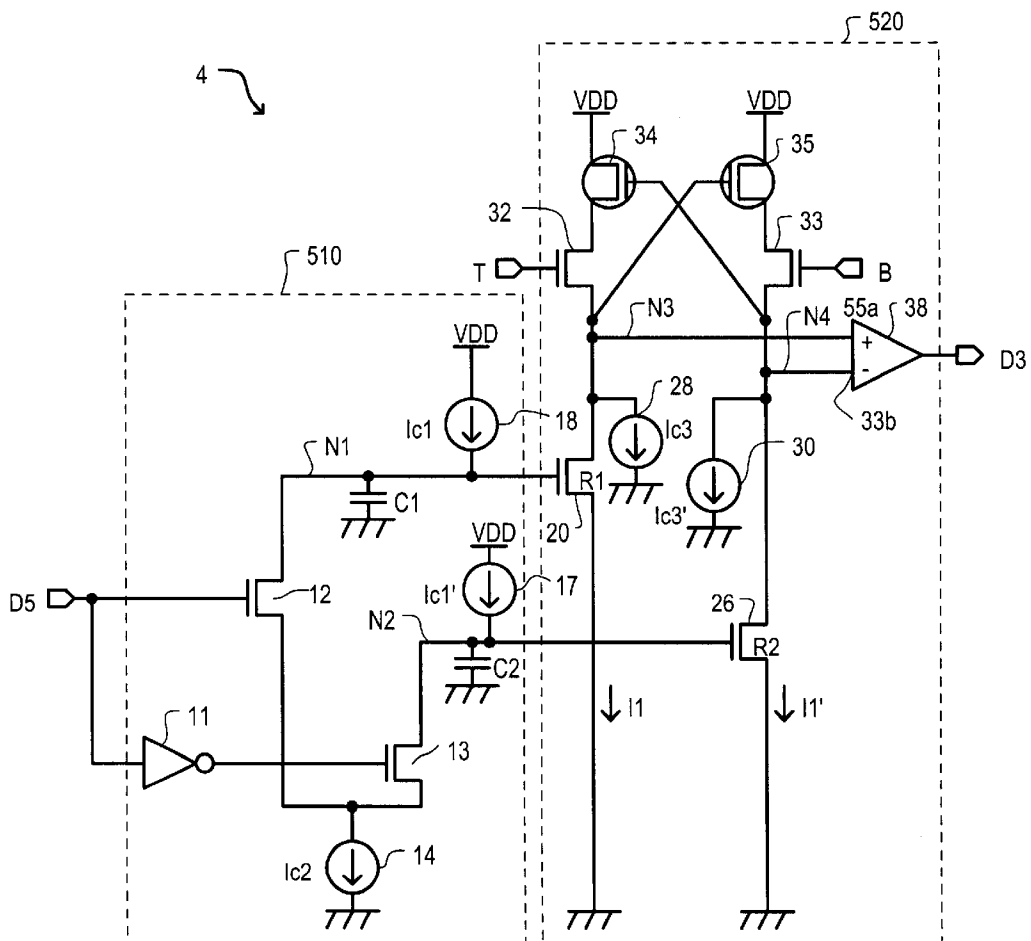 520
4
VDD
VDD
34
35
32
33
510
T
B
N3
N4
55a
38
VDD
+
-
D3
33b
28
Ic1
18
Ic3
30
N1
R1
C1
20
Ic3'
VDD
Ic1'
17
D5
12
26
N2
R2
C2
11
I1
I1'
13
Ic2
14